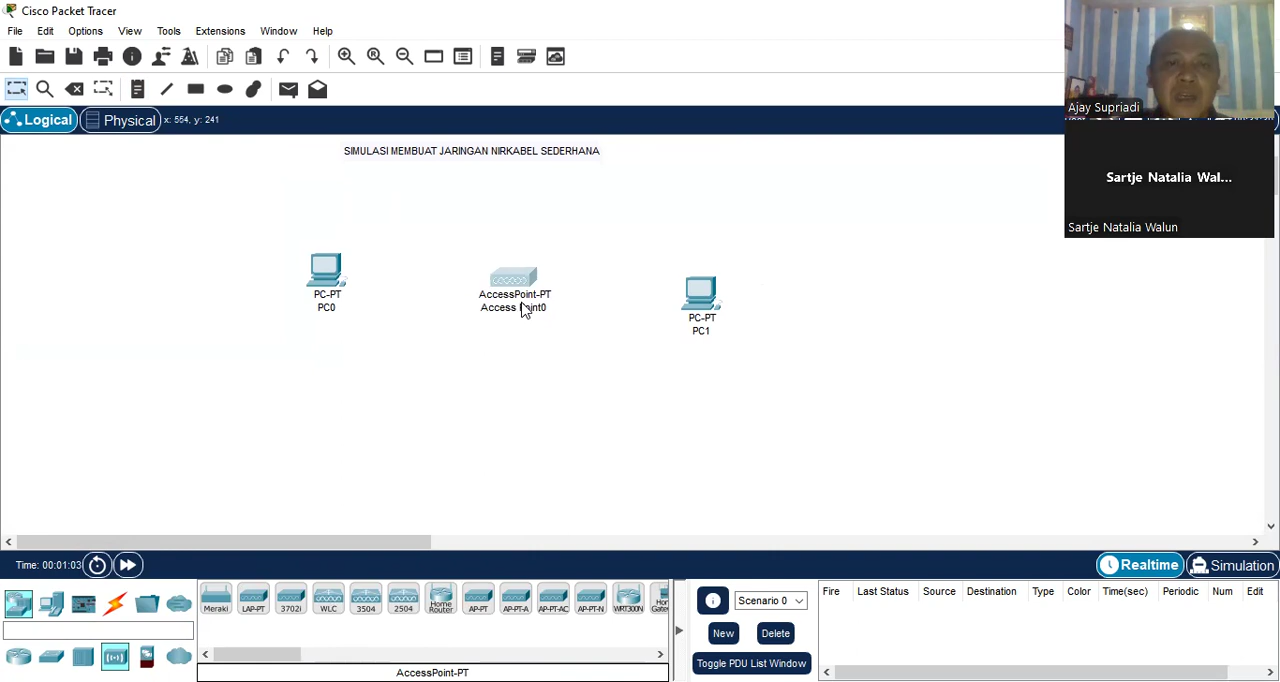 Cisco Packet Tracer
File Edit Options View Tools Extensions Window Help
Logical Physical x: 554, y: 241
Ajay Supriadi
Sartje Natalia Wal...
Sartje Natalia Walun
SIMULASI MEMBUAT JARINGAN NIRKABEL SEDERHANA
PC-PT
PC0
AccessPoint-PT
Access Point0
PC-PT
PC1
Time: 00:01:03
Realtime Simulation
Meraki LAP-PT 3702i WLC 3504 2504 Home Router AP-PT AP-PT-A AP-PT-AC AP-PT-N WRT300N
AccessPoint-PT
Scenario 0
New Delete
Toggle PDU List Window
Fire Last Status Source Destination Type Color Time(sec) Periodic Num Edit